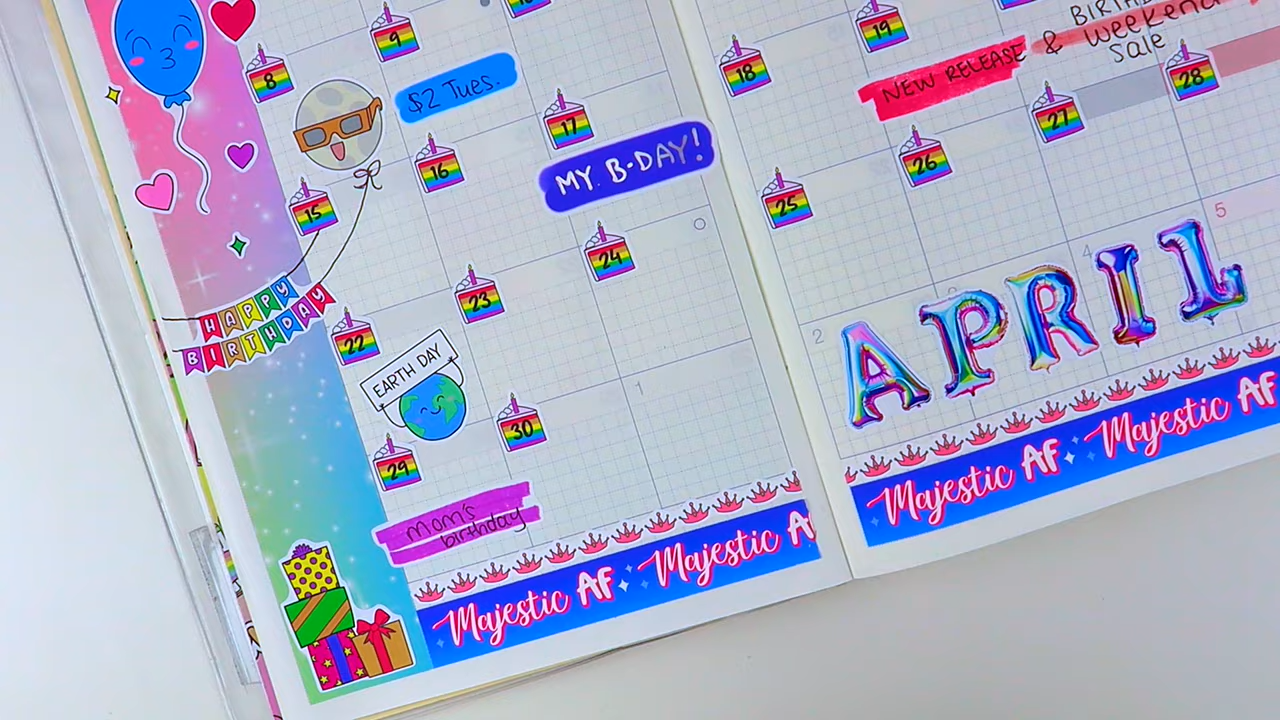 8
9
$2 Tues.
15
16
17
MY B-DAY!
HAPPY
BIRTHDAY
22
23
24
EARTH DAY
29
30
1
mom's
birthday
Majestic AF Majestic A
18
19
NEW RELEASE & weekend
Sale
25
26
27
28
2
4
5
APRIL
Majestic AF Majestic AF